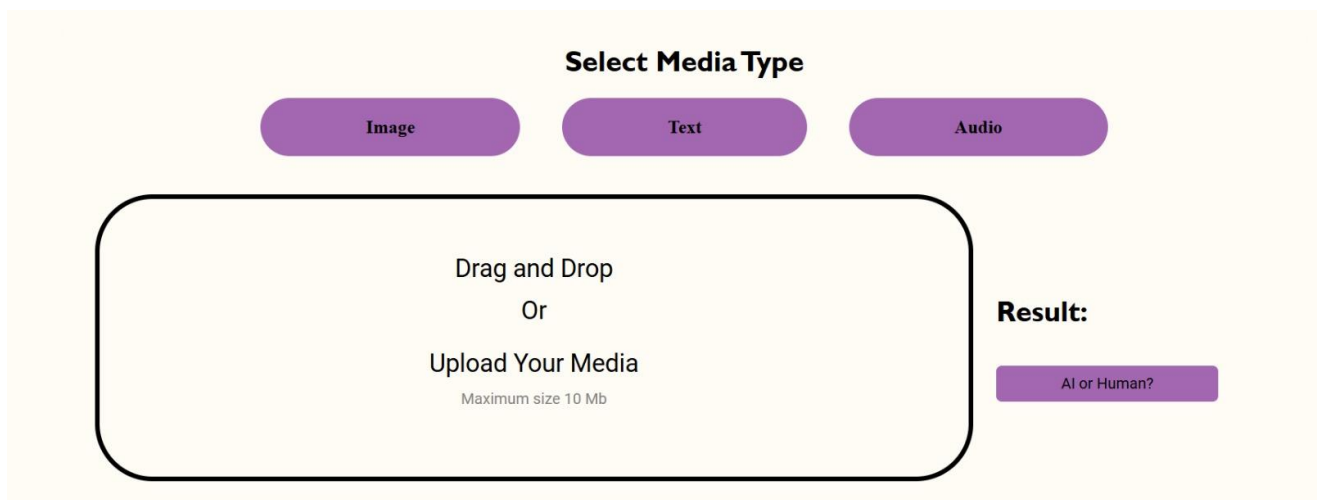 Select Media Type
Image Text Audio
Drag and Drop
Or
Upload Your Media
Maximum size 10 Mb
Result:
AI or Human?